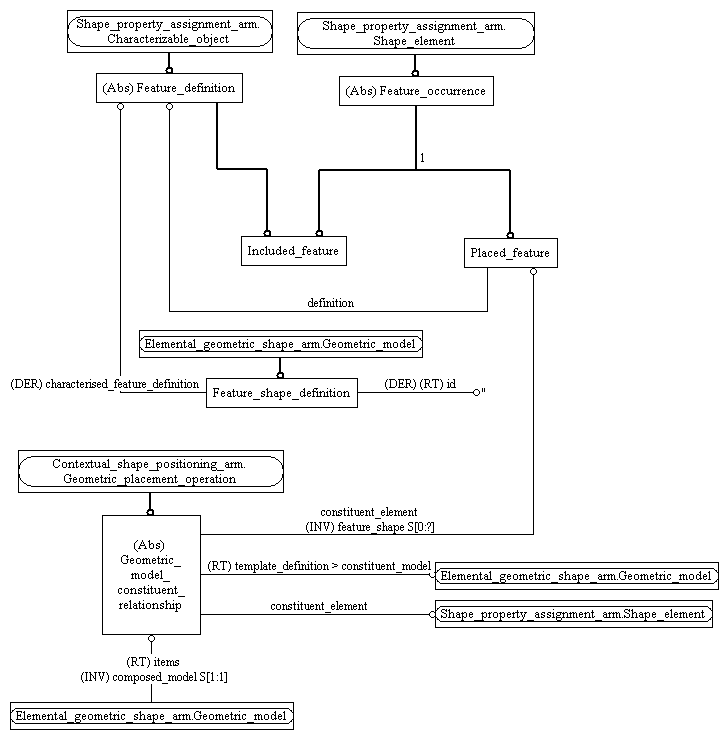 Shape_property_assignment_arm.
Characterizable_object
Shape_property_assignment_arm.
Shape_element
(Abs) Feature_definition
(Abs) Feature_occurrence
1
Included_feature
Placed_feature
definition
Elemental_geometric_shape_arm.Geometric_model
(DER) characterised_feature_definition
Feature_shape_definition
(DER) (RT) id
"
Contextual_shape_positioning_arm.
Geometric_placement_operation
constituent_element
(INV) feature_shape S[0:?]
(Abs)
Geometric_
model_
constituent_
relationship
(RT) template_definition > constituent_model
Elemental_geometric_shape_arm.Geometric_model
constituent_element
Shape_property_assignment_arm.Shape_element
(RT) items
(INV) composed_model S[1:1]
Elemental_geometric_shape_arm.Geometric_model